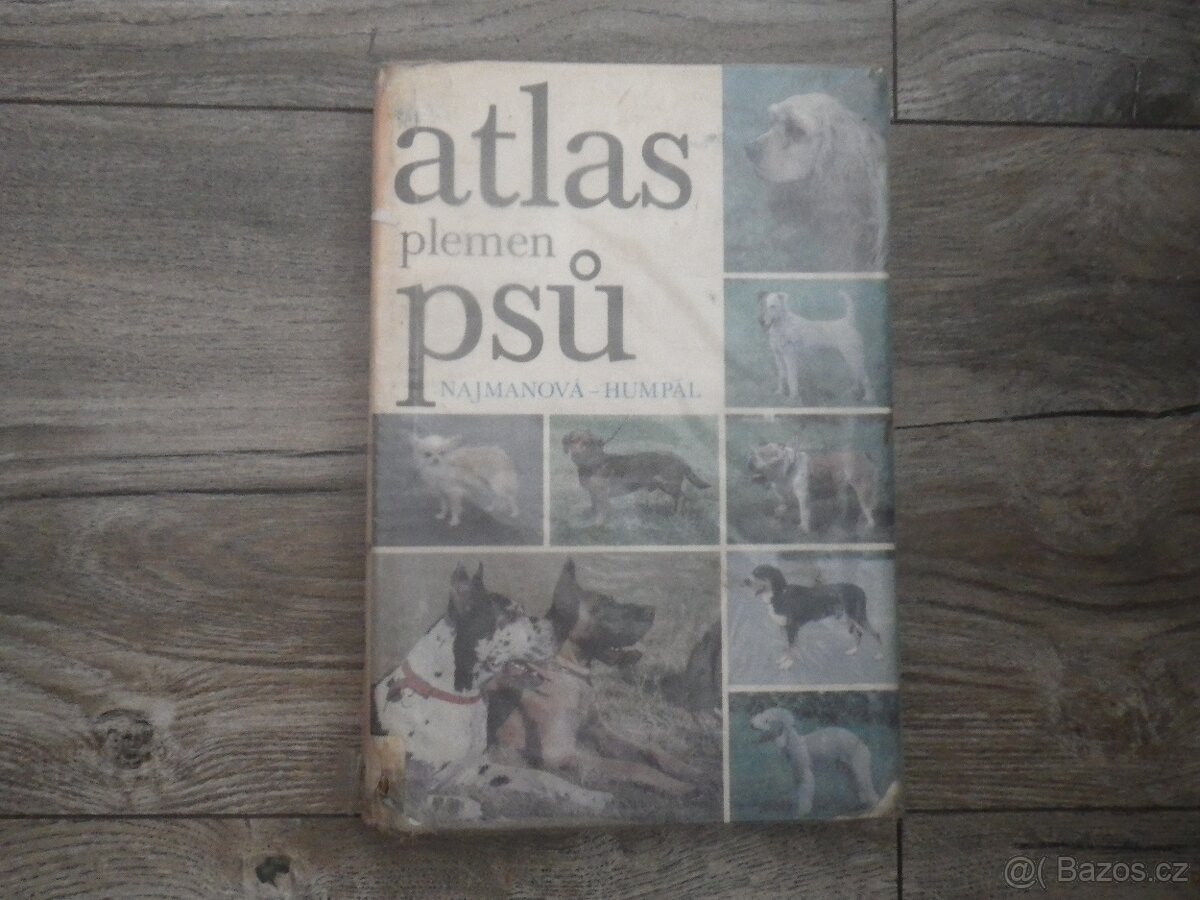 atlas
plemen
psů
NAJMANOVÁ – HUMPÁL
@( Bazos.cz